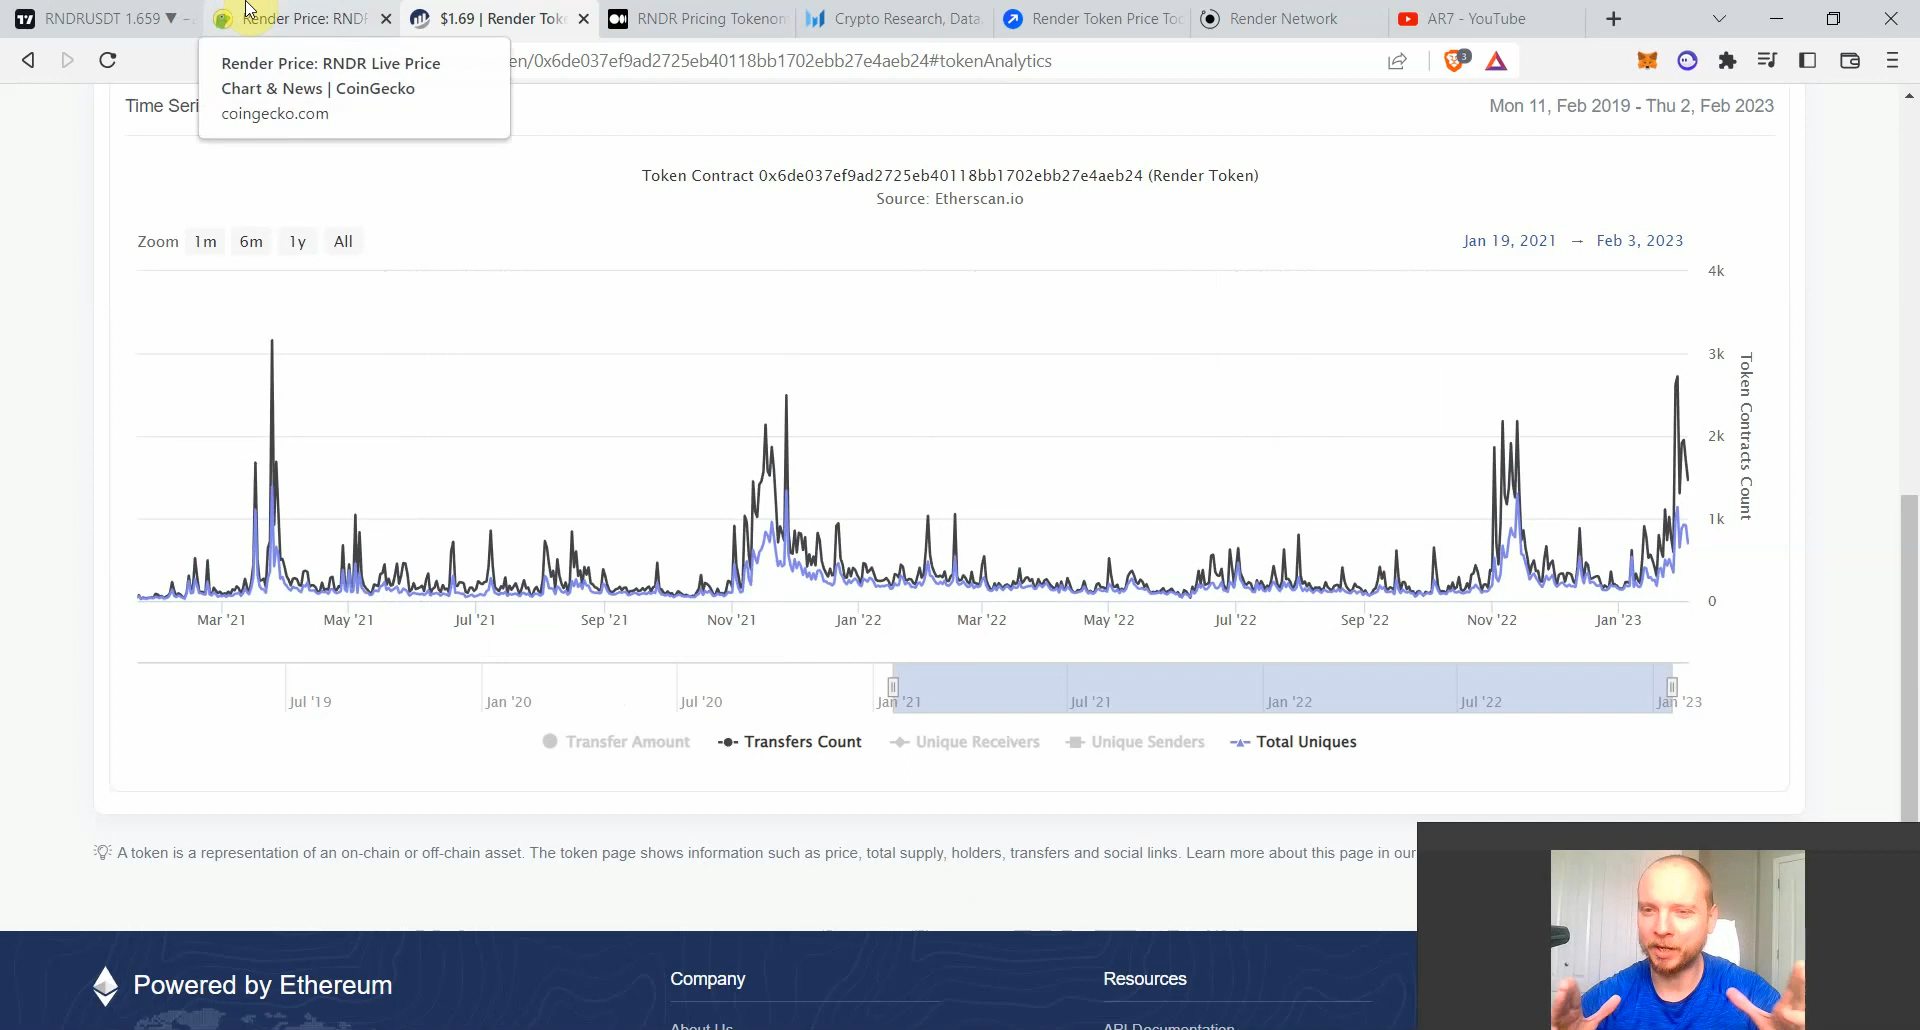 RNDRUSDT 1.659 ▼ –
Render Price: RNDF
$1.69 | Render Toke
RNDR Pricing Tokenom
Crypto Research, Data
Render Token Price Too
Render Network
AR7 - YouTube
en/0x6de037ef9ad2725eb40118bb1702ebb27e4aeb24#tokenAnalytics
3
Render Price: RNDR Live Price
Chart & News | CoinGecko
coingecko.com
Time Seri
Mon 11, Feb 2019 - Thu 2, Feb 2023
Token Contract 0x6de037ef9ad2725eb40118bb1702ebb27e4aeb24 (Render Token)
Source: Etherscan.io
Zoom 1m 6m 1y All
Jan 19, 2021 → Feb 3, 2023
4k
3k
2k
1k
0
Token Contracts Count
Mar '21 May '21 Jul '21 Sep '21 Nov '21 Jan '22 Mar '22 May '22 Jul '22 Sep '22 Nov '22 Jan '23
Jul '19 Jan '20 Jul '20 Jan '21 Jul '21 Jan '22 Jul '22 Jan '23
Transfer Amount Transfers Count Unique Receivers Unique Senders Total Uniques
A token is a representation of an on-chain or off-chain asset. The token page shows information such as price, total supply, holders, transfers and social links. Learn more about this page in our
Powered by Ethereum
Company
Resources
About Us
API Documentation